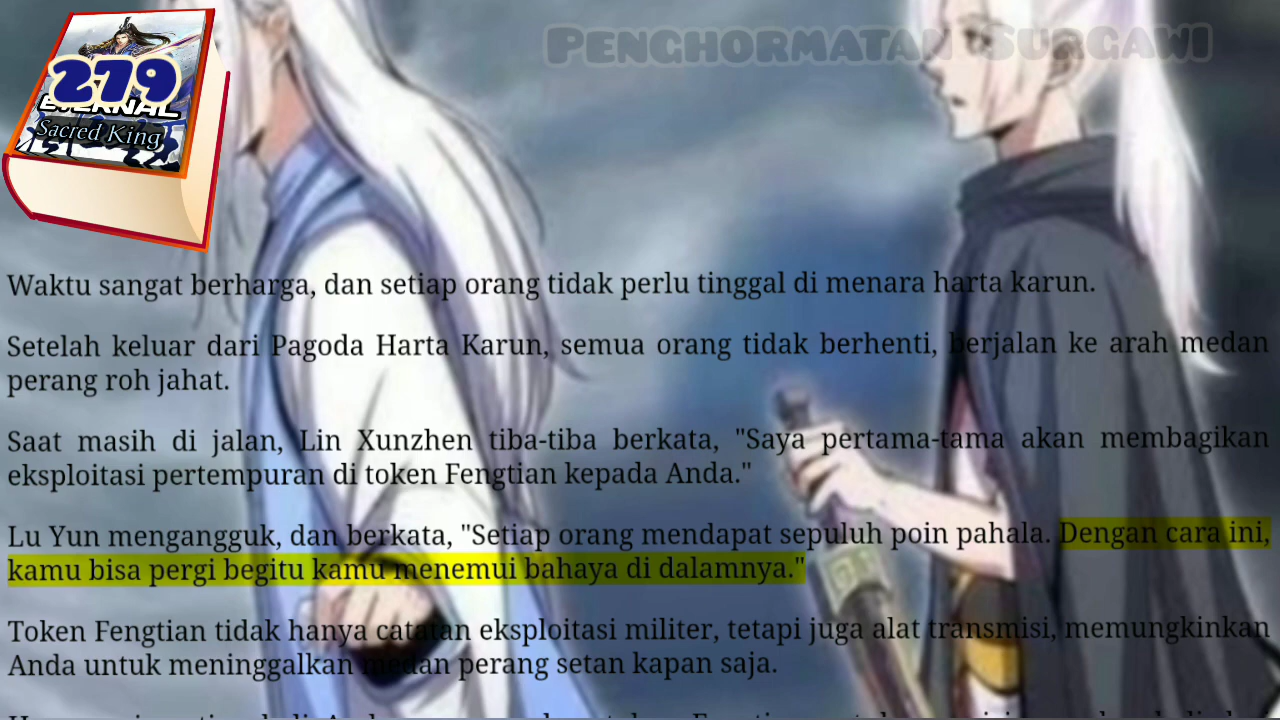 Penghormatan Surgawi
279
ETERNAL
Sacred King
Waktu sangat berharga, dan setiap orang tidak perlu tinggal di menara harta karun.
Setelah keluar dari Pagoda Harta Karun, semua orang tidak berhenti, berjalan ke arah medan
perang roh jahat.
Saat masih di jalan, Lin Xunzhen tiba-tiba berkata, "Saya pertama-tama akan membagikan
eksploitasi pertempuran di token Fengtian kepada Anda."
Lu Yun mengangguk, dan berkata, "Setiap orang mendapat sepuluh poin pahala. Dengan cara ini,
kamu bisa pergi begitu kamu menemui bahaya di dalamnya."
Token Fengtian tidak hanya catatan eksploitasi militer, tetapi juga alat transmisi, memungkinkan
Anda untuk meninggalkan medan perang setan kapan saja.